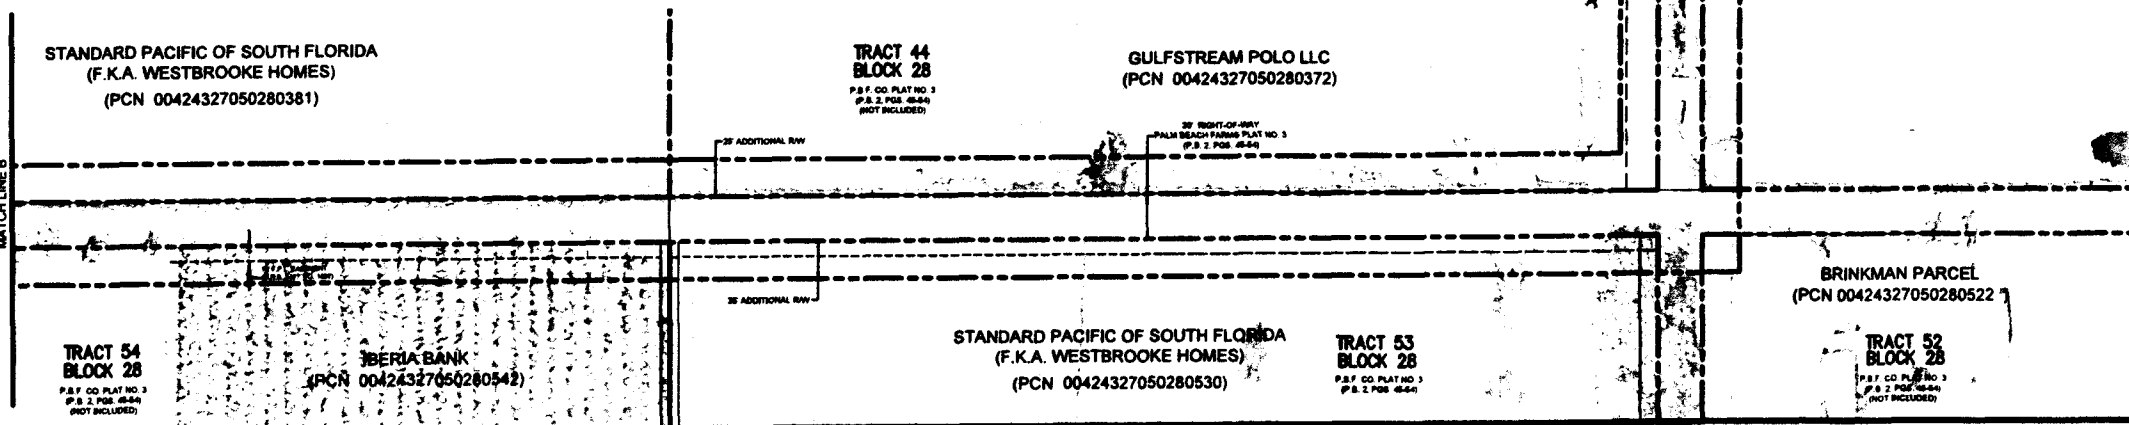 STANDARD PACIFIC OF SOUTH FLORIDA
(F.K.A. WESTBROOKE HOMES)
(PCN 00424327050280381)
TRACT 44
BLOCK 28
P.B.F. CO. PLAT NO. 3
(P.B. 2, PGS. 45-54)
(NOT INCLUDED)
GULFSTREAM POLO LLC
(PCN 00424327050280372)
25' ADDITIONAL R/W
30' RIGHT-OF-WAY
PALM BEACH FARMS PLAT NO. 3
(P.B. 2, PGS. 45-54)
MATCH LINE B
TRACT 54
BLOCK 28
P.B.F. CO. PLAT NO. 3
(P.B. 2, PGS. 45-54)
(NOT INCLUDED)
IBERIA BANK
(PCN 00424327050280542)
ADDITIONAL R/W
STANDARD PACIFIC OF SOUTH FLORIDA
(F.K.A. WESTBROOKE HOMES)
(PCN 00424327050280530)
TRACT 53
BLOCK 28
P.B.F. CO. PLAT NO. 3
(P.B. 2, PGS. 45-54)
BRINKMAN PARCEL
(PCN 00424327050280522
TRACT 52
BLOCK 28
P.B.F. CO. PLAT NO. 3
(P.B. 2, PGS. 45-54)
(NOT INCLUDED)